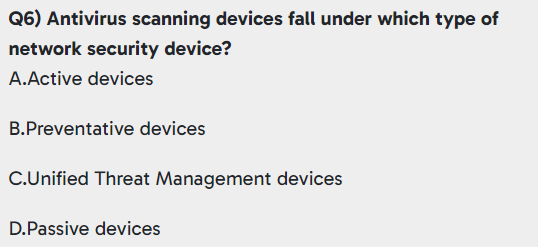 Q6) Antivirus scanning devices fall under which type of
network security device?
A.Active devices
B.Preventative devices
C.Unified Threat Management devices
D.Passive devices